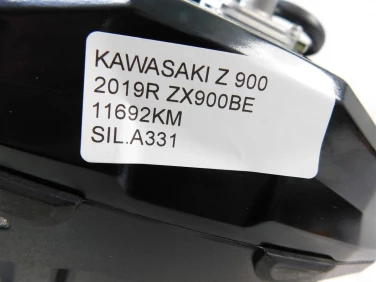 KAWASAKI Z 900
2019R ZX900BE
11692KM
SIL.A331